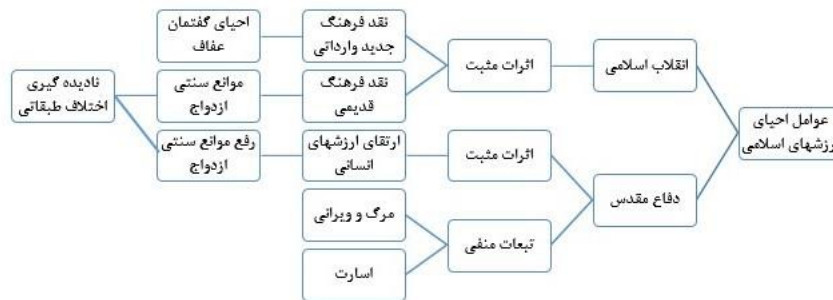 عوامل احیای
ارزشهای اسلامی
انقلاب اسلامی
اثرات مثبت
نقد فرهنگ
جدید وارداتی
احیای گفتمان
عفاف
نقد فرهنگ
قدیمی
موانع سنتی
ازدواج
نادیده گیری
اختلاف طبقاتی
دفاع مقدس
اثرات مثبت
ارتقای ارزشهای
انسانی
رفع موانع سنتی
ازدواج
تبعات منفی
مرگ و ویرانی
اسارت